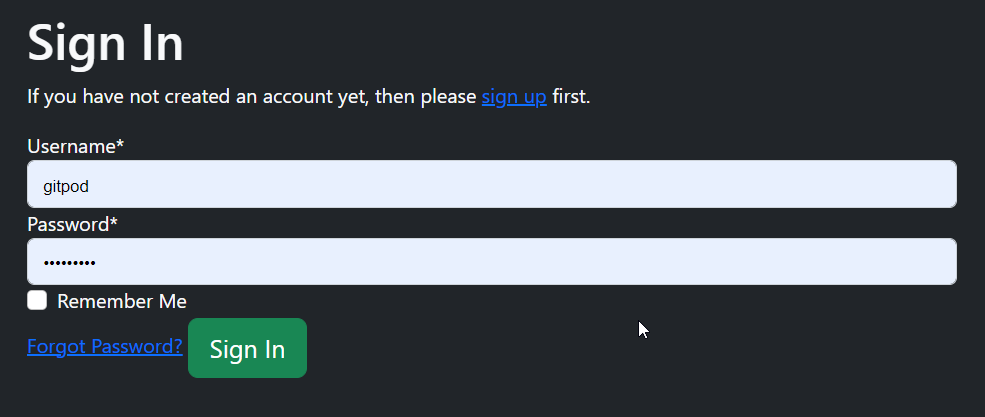 Sign In
If you have not created an account yet, then please sign up first.
Username*
gitpod
Password*
•••••••••
Remember Me
Forgot Password? Sign In